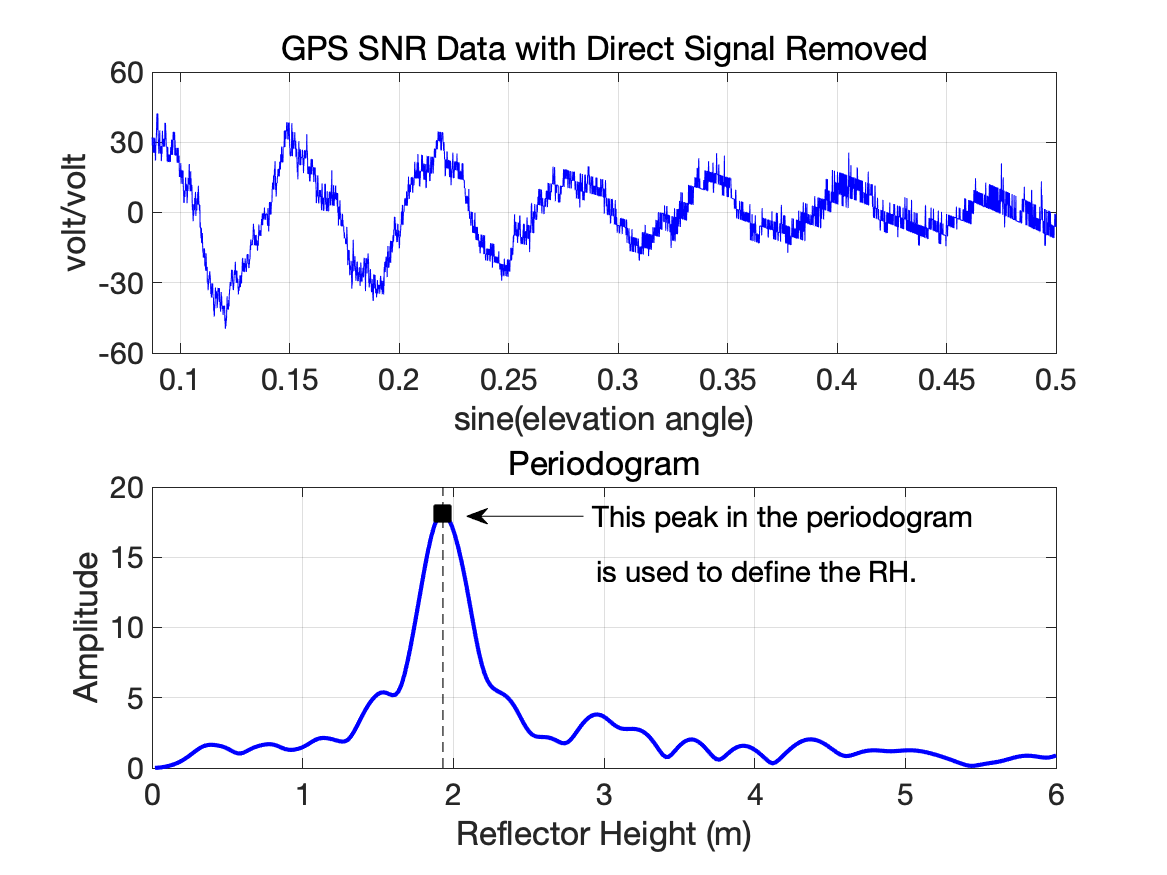 GPS SNR Data with Direct Signal Removed
60
30
0
-30
-60
volt/volt
0.1 0.15 0.2 0.25 0.3 0.35 0.4 0.45 0.5
sine(elevation angle)
Periodogram
20
15
10
5
0
Amplitude
This peak in the periodogram
is used to define the RH.
0 1 2 3 4 5 6
Reflector Height (m)